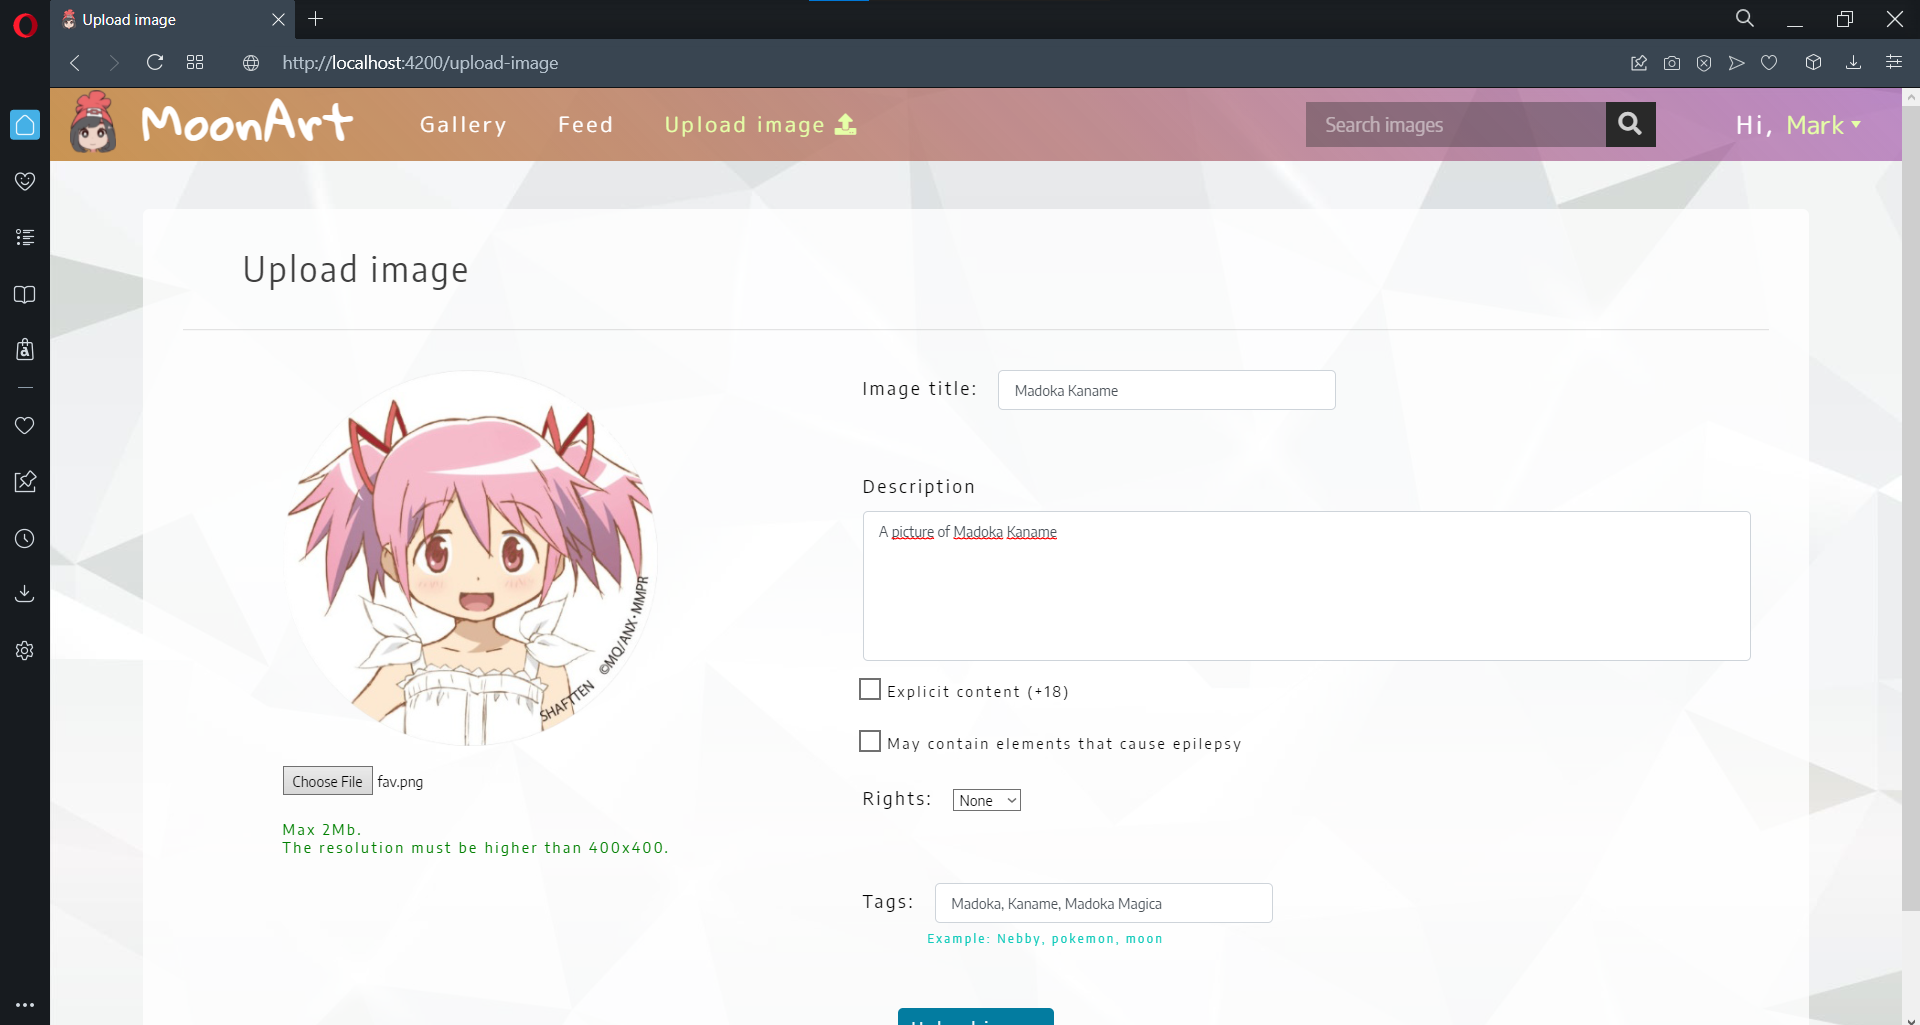 Upload image
http://localhost:4200/upload-image
MoonArt
Gallery
Feed
Upload image
Search images
Hi, Mark
Upload image
Image title:
Madoka Kaname
Description
A picture of Madoka Kaname
SHAFTTEN ©MQ/ANX・MMPR
Explicit content (+18)
May contain elements that cause epilepsy
Choose File fav.png
Max 2Mb.
The resolution must be higher than 400x400.
Rights:
None
Tags:
Madoka, Kaname, Madoka Magica
Example: Nebby, pokemon, moon